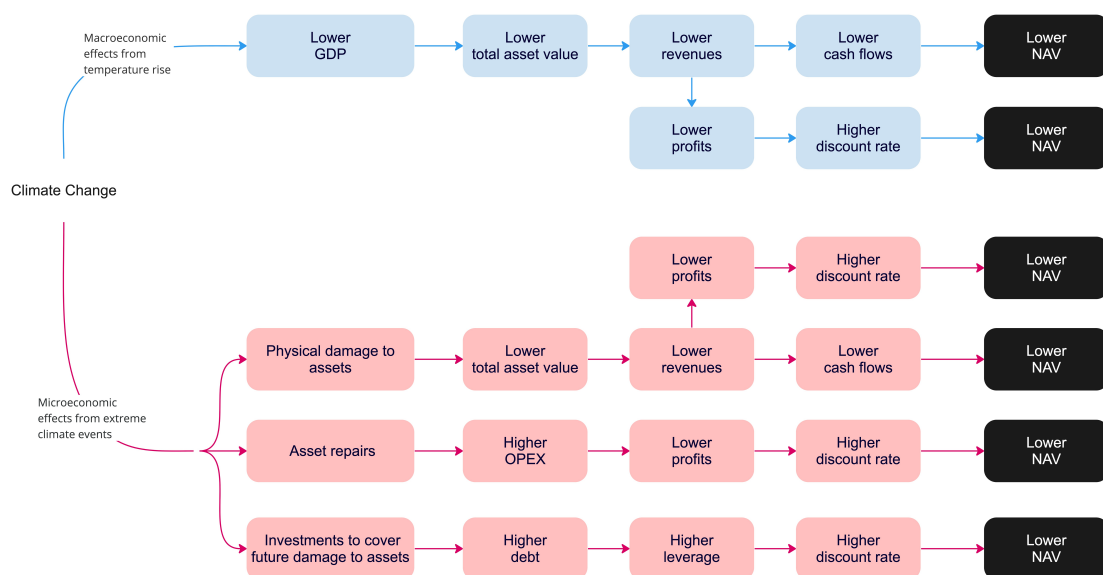 Macroeconomic
effects from
temperature rise
Lower
GDP
Lower
total asset value
Lower
revenues
Lower
cash flows
Lower
NAV
Lower
profits
Higher
discount rate
Lower
NAV
Climate Change
Lower
profits
Higher
discount rate
Lower
NAV
Physical damage to
assets
Lower
total asset value
Lower
revenues
Lower
cash flows
Lower
NAV
Microeconomic
effects from extreme
climate events
Asset repairs
Higher
OPEX
Lower
profits
Higher
discount rate
Lower
NAV
Investments to cover
future damage to assets
Higher
debt
Higher
leverage
Higher
discount rate
Lower
NAV